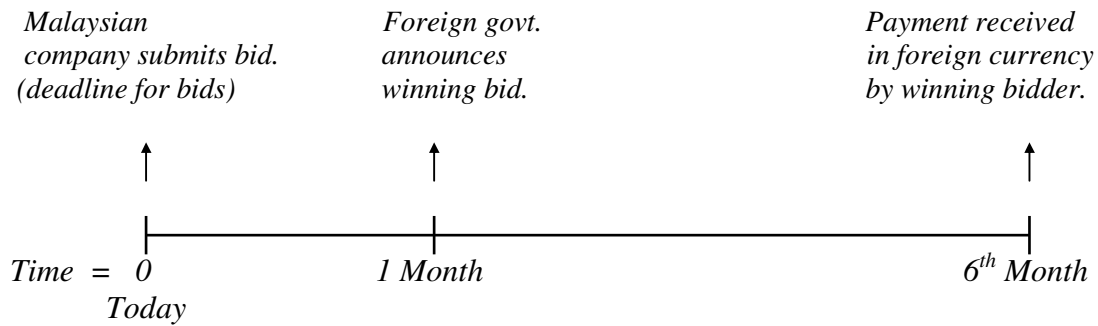 Malaysian
company submits bid.
(deadline for bids)
Foreign govt.
announces
winning bid.
Payment received
in foreign currency
by winning bidder.
Time = 0
Today
1 Month
6th Month